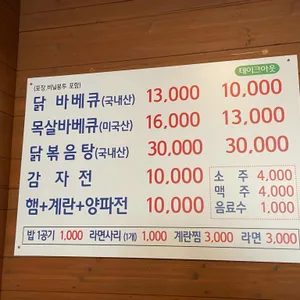 (포장 비닐봉투 포함)
테이크아웃
닭 바베큐(국내산) 13,000 10,000
목살바베큐(미국산) 16,000 13,000
닭볶음탕(국내산) 30,000 30,000
감자전 10,000
소주 4,000
맥주 4,000
햄+계란+양파전 10,000
음료수 1,000
밥 1공기 1,000 라면사리 (1개) 1,000 계란찜 3,000 라면 3,000